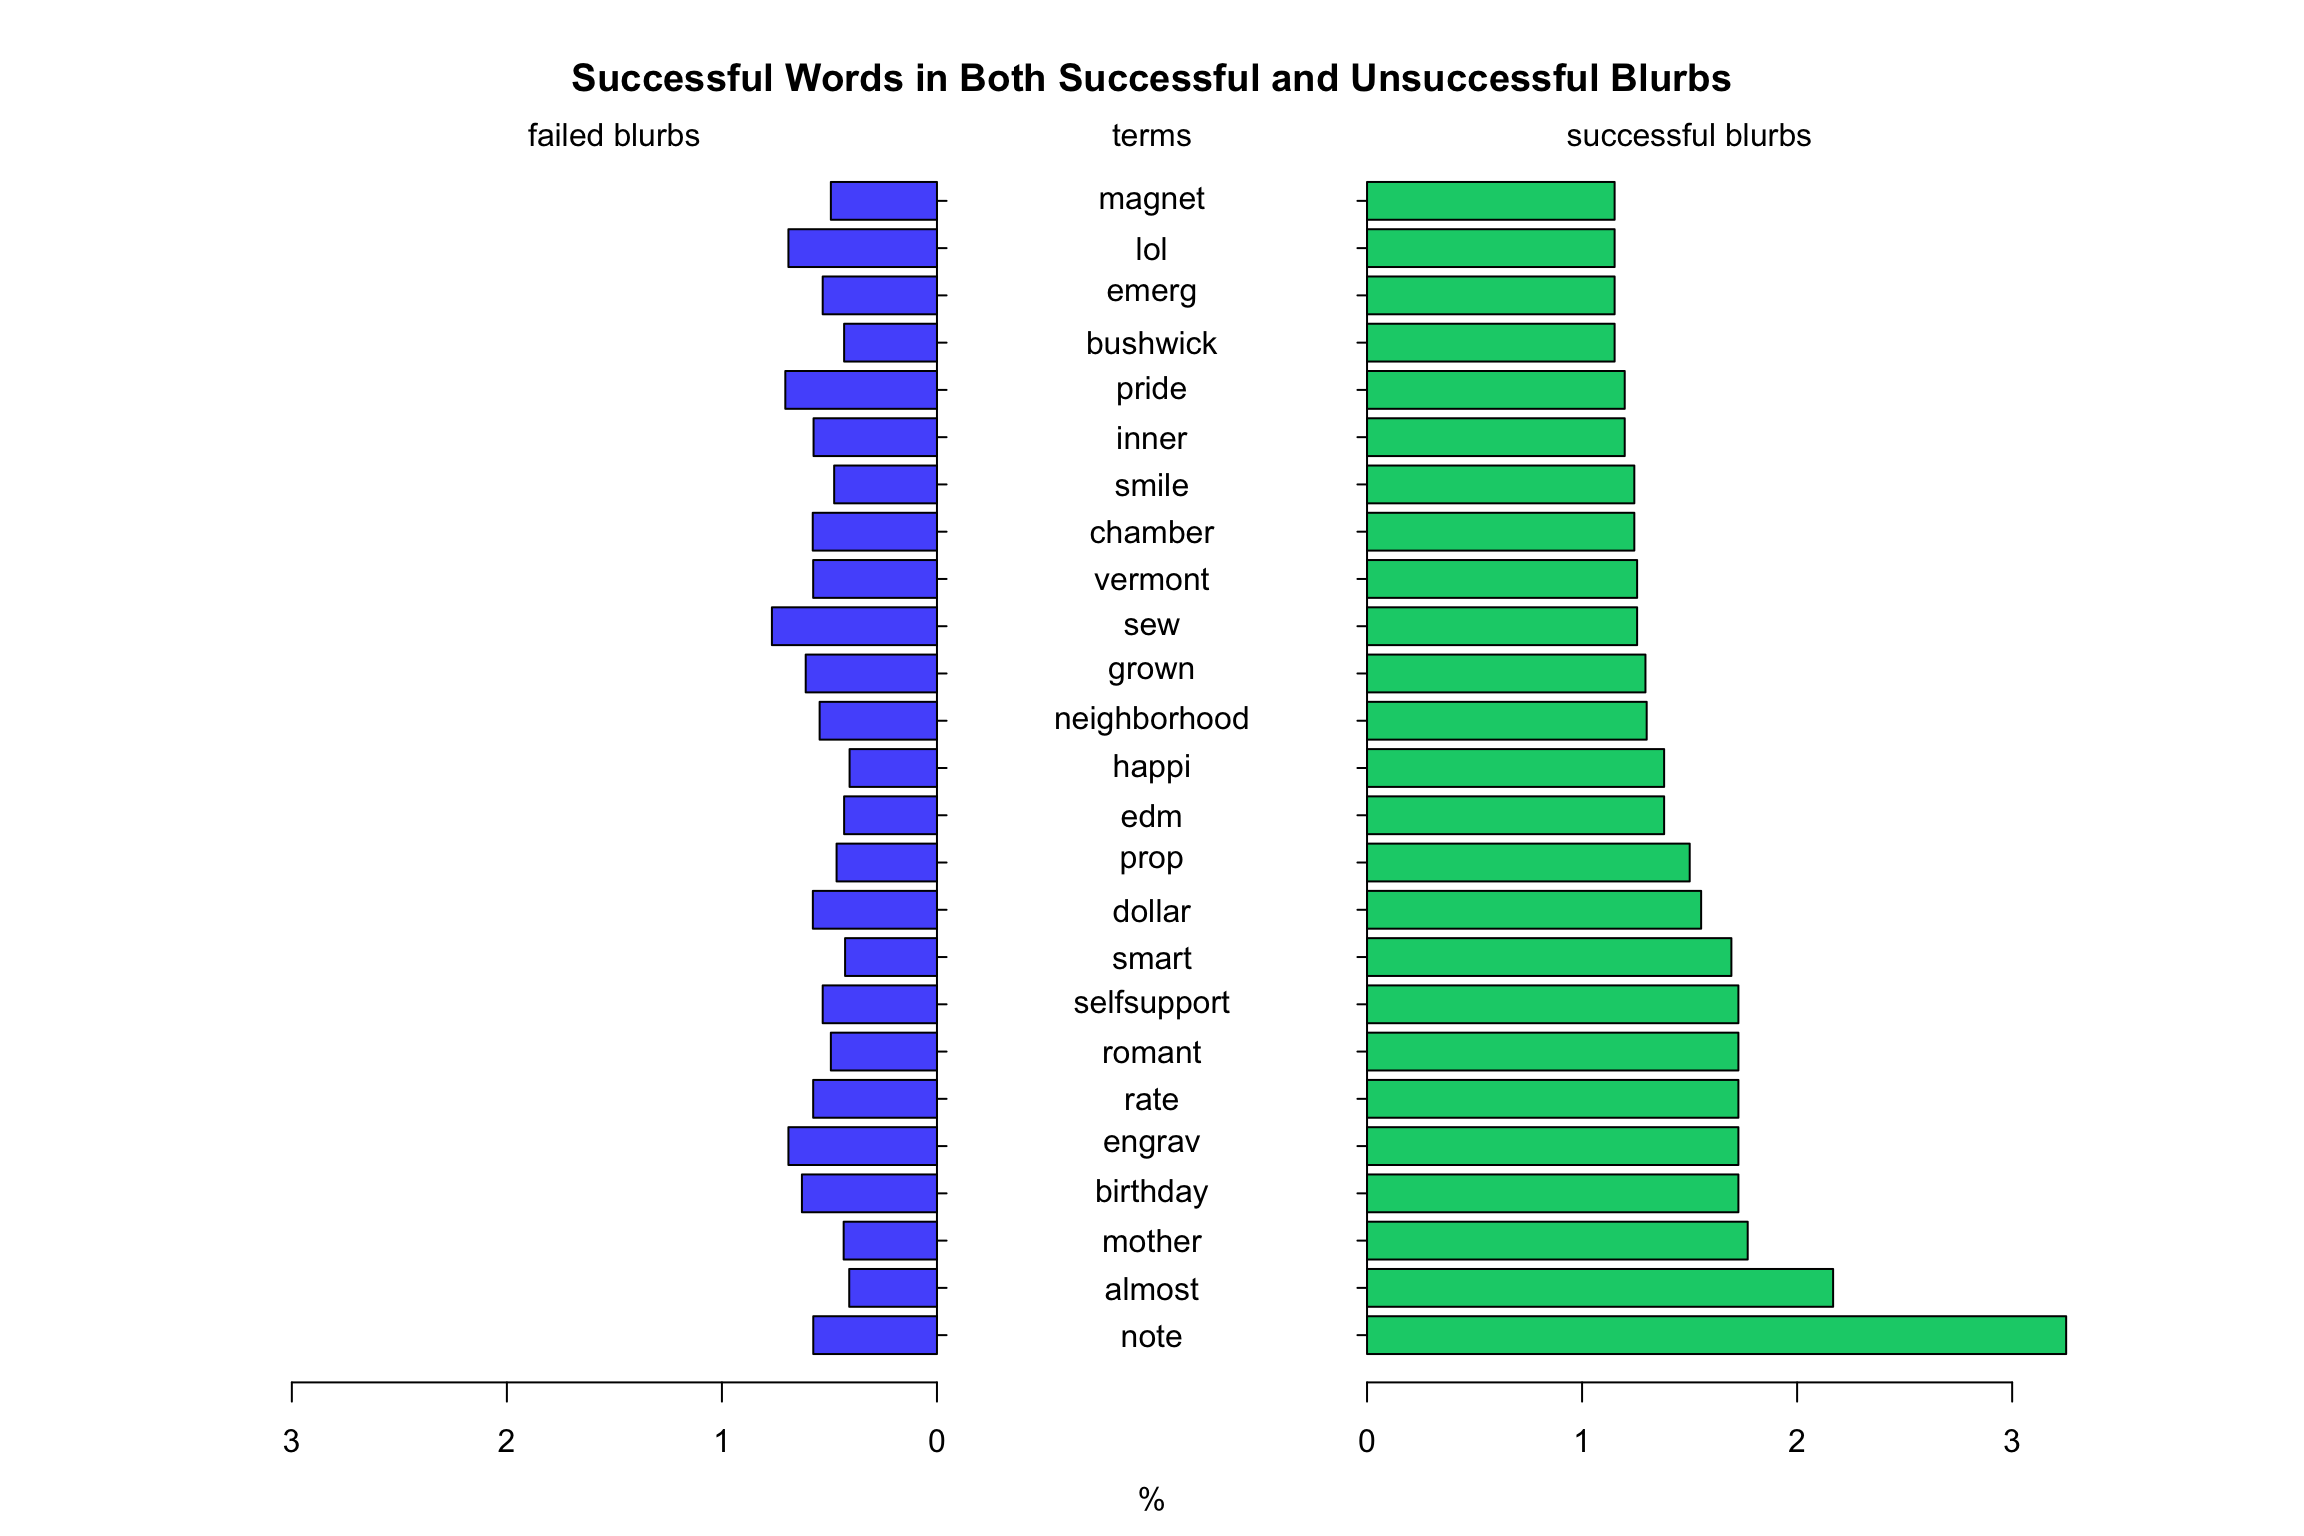 Successful Words in Both Successful and Unsuccessful Blurbs
failed blurbs terms successful blurbs
magnet
lol
emerg
bushwick
pride
inner
smile
chamber
vermont
sew
grown
neighborhood
happi
edm
prop
dollar
smart
selfsupport
romant
rate
engrav
birthday
mother
almost
note
3 2 1 0 0 1 2 3
%